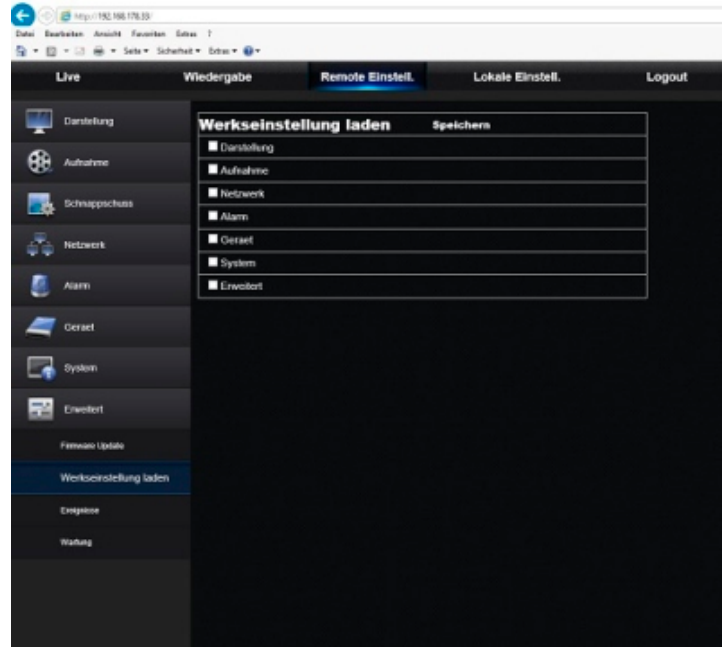 http://192.168.178.33/
Datei Bearbeiten Ansicht Favoriten Extras ?
Seite Sicherheit Extras
Live Wiedergabe Remote Einstell. Lokale Einstell. Logout
Darstellung
Aufnahme
Schnappschuss
Netzwerk
Alarm
Geraet
System
Erweitert
Firmware Update
Werkseinstellung laden
Ereignisse
Wartung
Werkseinstellung laden Speichern
Darstellung
Aufnahme
Netzwerk
Alarm
Geraet
System
Erweitert